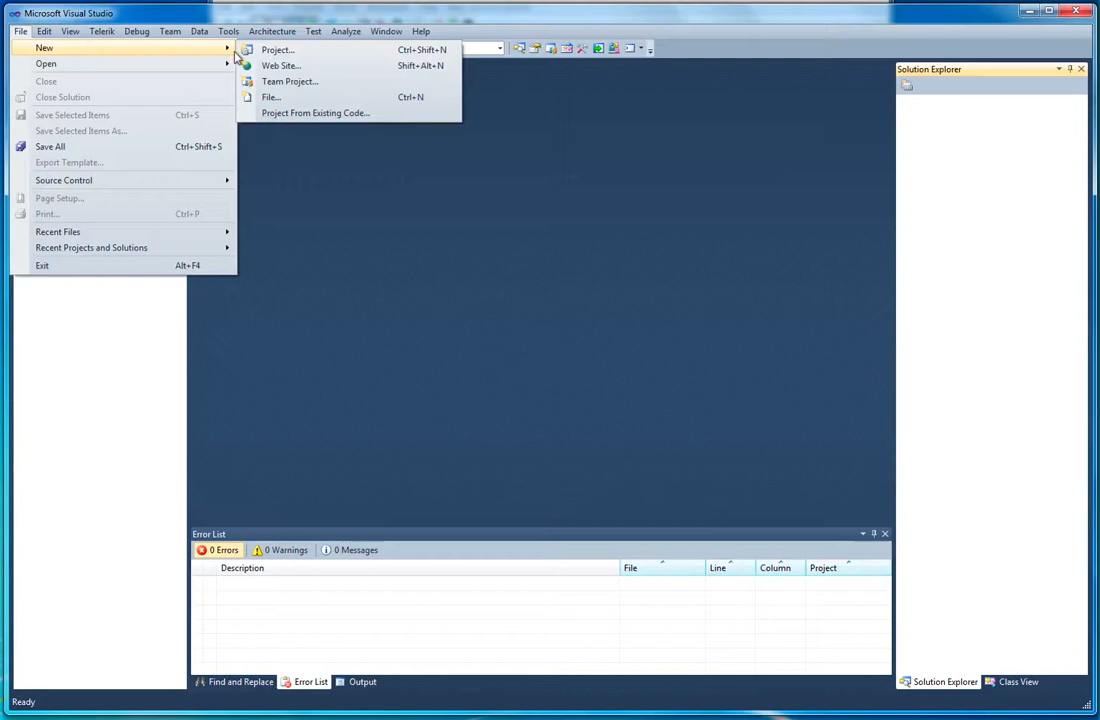 Microsoft Visual Studio
File Edit View Telerik Debug Team Data Tools Architecture Test Analyze Window Help
New
Open
Close
Close Solution
Save Selected Items Ctrl+S
Save Selected Items As...
Save All Ctrl+Shift+S
Export Template...
Source Control
Page Setup...
Print... Ctrl+P
Recent Files
Recent Projects and Solutions
Exit Alt+F4
Project... Ctrl+Shift+N
Web Site... Shift+Alt+N
Team Project...
File... Ctrl+N
Project From Existing Code...
Solution Explorer
Error List
0 Errors 0 Warnings 0 Messages
Description File Line Column Project
Find and Replace Error List Output
Solution Explorer Class View
Ready